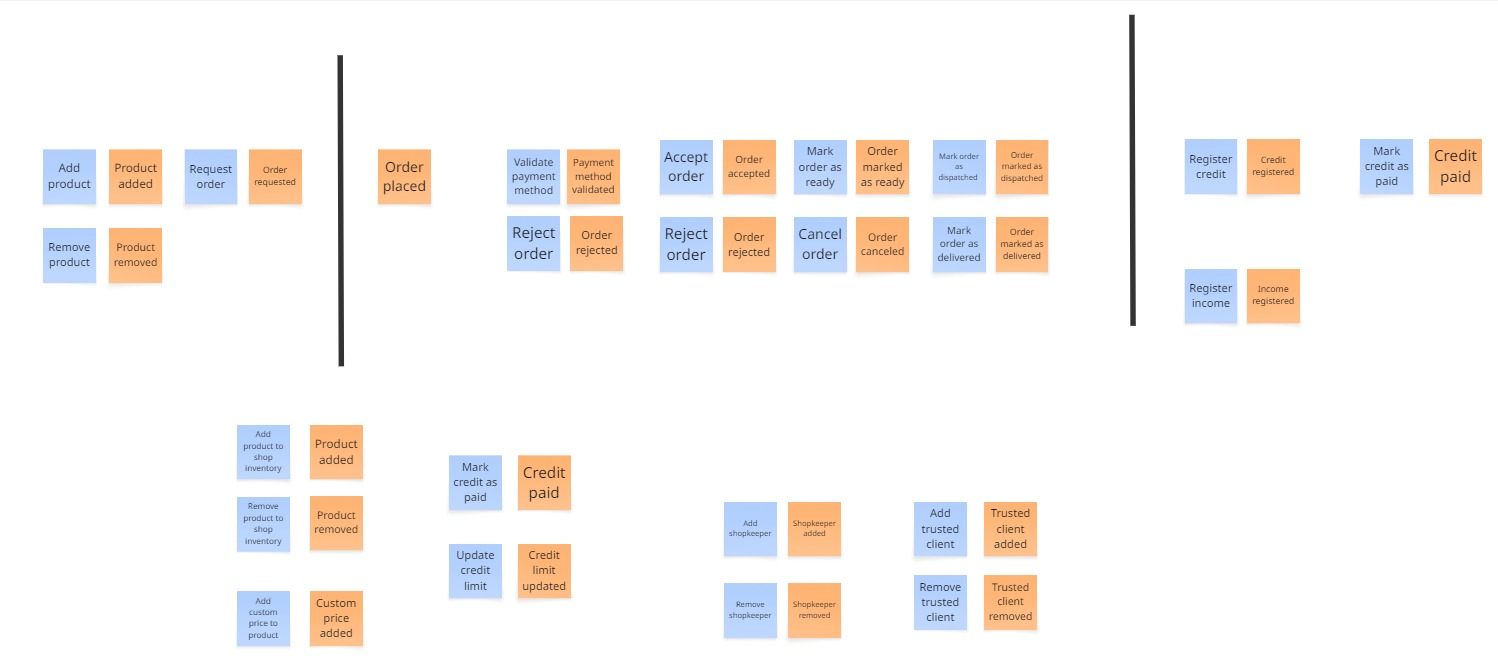 Add
product
Product
added
Request
order
Order
requested
Remove
product
Product
removed
Order
placed
Validate
payment
method
Payment
method
validated
Reject
order
Order
rejected
Accept
order
Order
accepted
Mark
order as
ready
Order
marked
as ready
Mark order
as
dispatched
Order
marked as
dispatched
Reject
order
Order
rejected
Cancel
order
Order
canceled
Mark
order as
delivered
Order
marked as
delivered
Register
credit
Credit
registered
Mark
credit as
paid
Credit
paid
Register
income
Income
registered
Add
product to
shop
inventory
Product
added
Remove
product to
shop
inventory
Product
removed
Add
custom
price to
product
Custom
price
added
Mark
credit as
paid
Credit
paid
Update
credit
limit
Credit
limit
updated
Add
shopkeeper
Shopkeeper
added
Remove
shopkeeper
Shopkeeper
removed
Add
trusted
client
Trusted
client
added
Remove
trusted
client
Trusted
client
removed